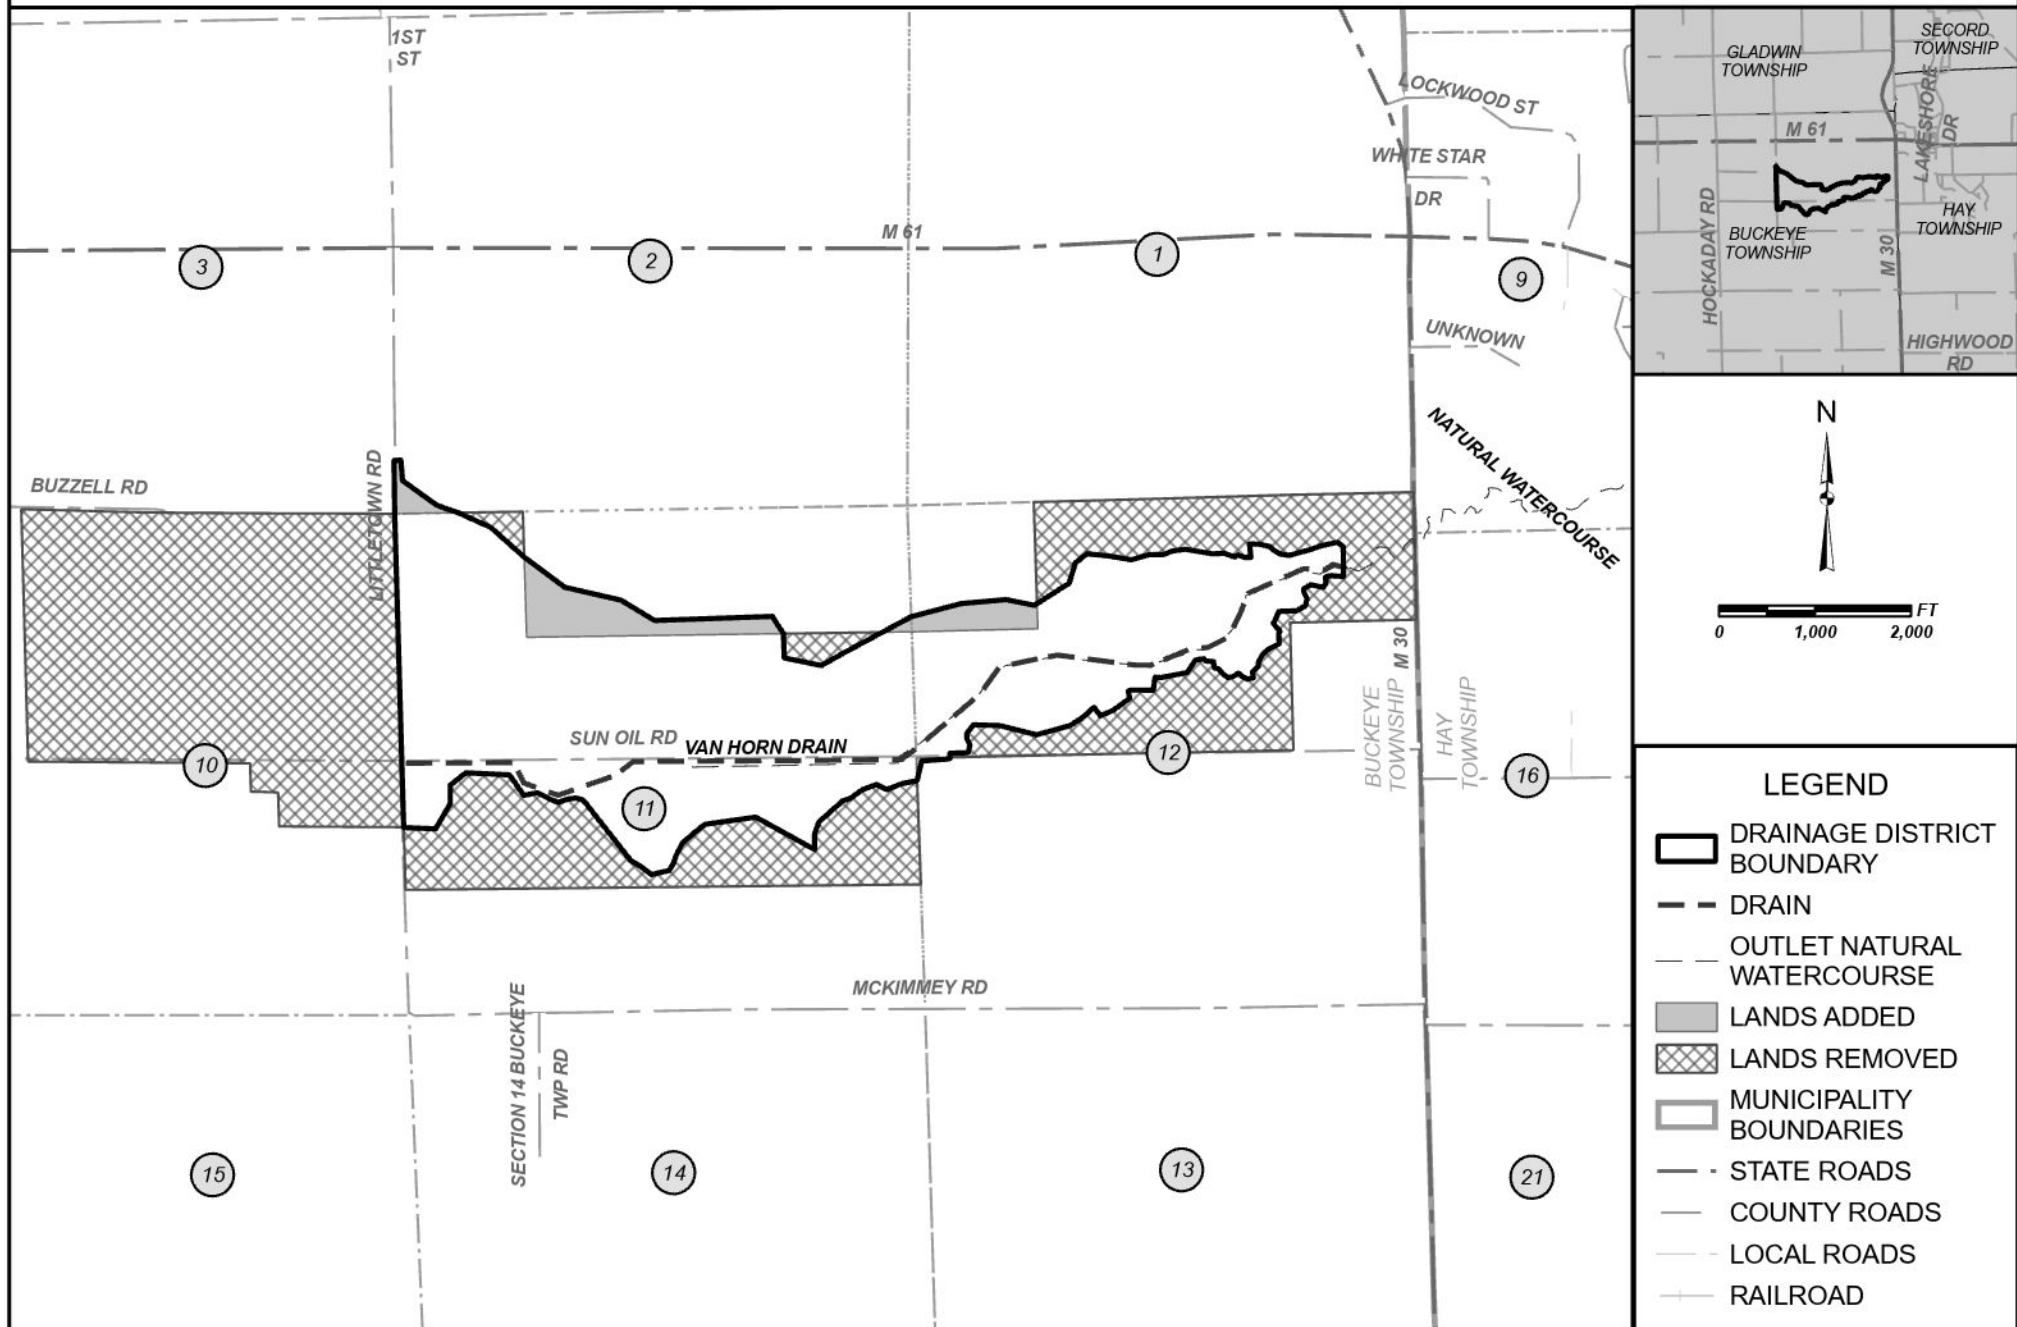 1ST
ST
LOCKWOOD ST
WHITE STAR
DR
M 61
3
2
1
9
UNKNOWN
NATURAL WATERCOURSE
BUZZELL RD
LITTLETOWN RD
SUN OIL RD
VAN HORN DRAIN
10
11
12
16
M 30
BUCKEYE
TOWNSHIP
HAY
TOWNSHIP
MCKIMMEY RD
SECTION 14 BUCKEYE
TWP RD
15
14
13
21
GLADWIN
TOWNSHIP
SECORD
TOWNSHIP
M 61
LAKESHORE
DR
HOCKADAY RD
BUCKEYE
TOWNSHIP
M 30
HAY
TOWNSHIP
HIGHWOOD
RD
N
FT
0 1,000 2,000
LEGEND
DRAINAGE DISTRICT
BOUNDARY
DRAIN
OUTLET NATURAL
WATERCOURSE
LANDS ADDED
LANDS REMOVED
MUNICIPALITY
BOUNDARIES
STATE ROADS
COUNTY ROADS
LOCAL ROADS
RAILROAD